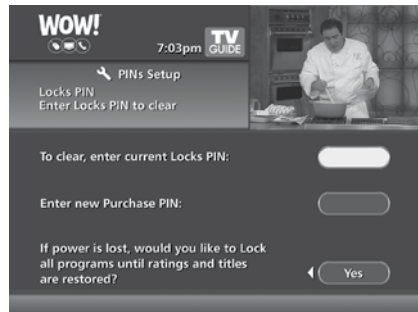 WOW!
7:03pm
TV
GUIDE
PINs Setup
Locks PIN
Enter Locks PIN to clear
To clear, enter current Locks PIN:
Enter new Purchase PIN:
If power is lost, would you like to Lock
all programs until ratings and titles
are restored?
Yes